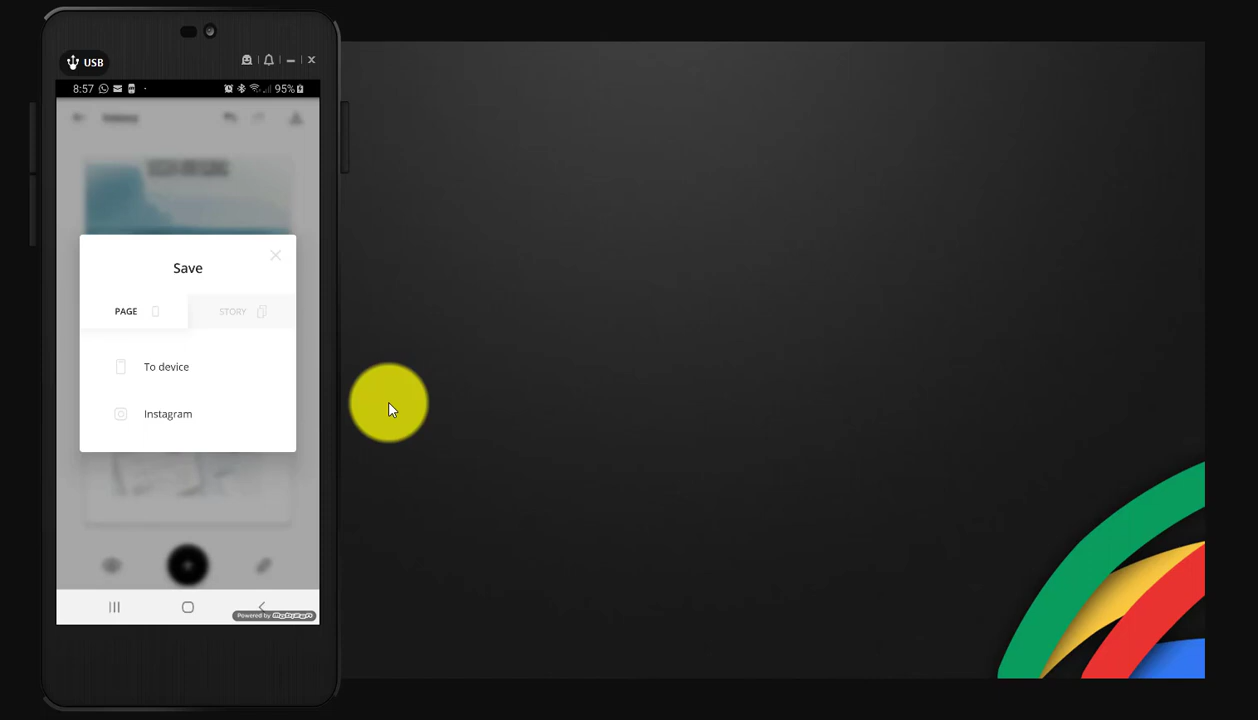 USB
8:57
95%
Save
PAGE
STORY
To device
Instagram
Powered by